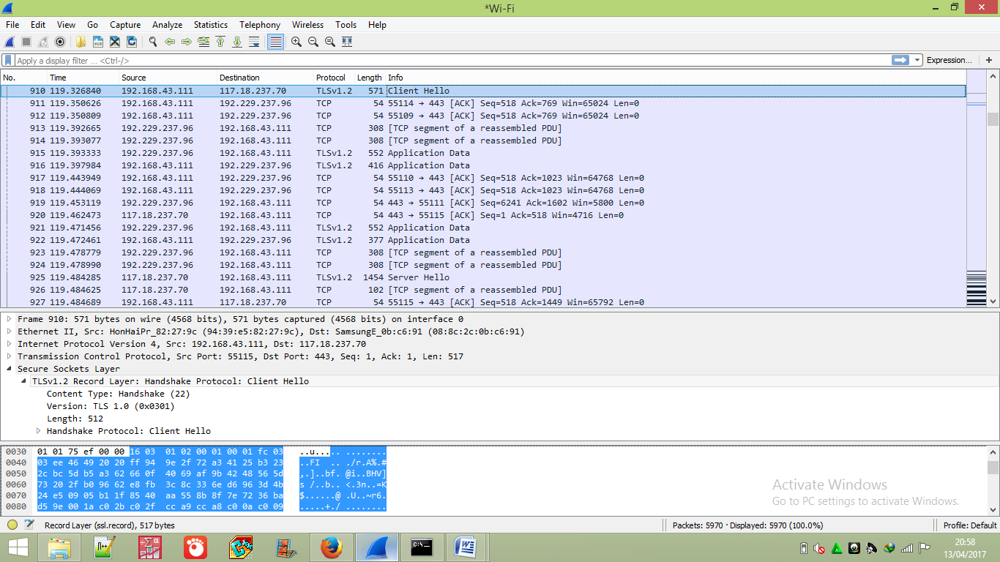 *Wi-Fi
File Edit View Go Capture Analyze Statistics Telephony Wireless Tools Help
Apply a display filter ... <Ctrl-/>
Expression... +
No. Time Source Destination Protocol Length Info
910 119.326840 192.168.43.111 117.18.237.70 TLSv1.2 571 Client Hello
911 119.350626 192.168.43.111 192.229.237.96 TCP 54 55114 → 443 [ACK] Seq=518 Ack=769 Win=65024 Len=0
912 119.350809 192.168.43.111 192.229.237.96 TCP 54 55109 → 443 [ACK] Seq=518 Ack=769 Win=65024 Len=0
913 119.392665 192.229.237.96 192.168.43.111 TCP 308 [TCP segment of a reassembled PDU]
914 119.393077 192.229.237.96 192.168.43.111 TCP 308 [TCP segment of a reassembled PDU]
915 119.393333 192.229.237.96 192.168.43.111 TLSv1.2 552 Application Data
916 119.397984 192.168.43.111 192.229.237.96 TLSv1.2 416 Application Data
917 119.443949 192.168.43.111 192.229.237.96 TCP 54 55110 → 443 [ACK] Seq=518 Ack=1023 Win=64768 Len=0
918 119.444069 192.168.43.111 192.229.237.96 TCP 54 55113 → 443 [ACK] Seq=518 Ack=1023 Win=64768 Len=0
919 119.453119 192.229.237.96 192.168.43.111 TCP 54 443 → 55111 [ACK] Seq=6241 Ack=1602 Win=5800 Len=0
920 119.462473 117.18.237.70 192.168.43.111 TCP 54 443 → 55115 [ACK] Seq=1 Ack=518 Win=4716 Len=0
921 119.471456 192.229.237.96 192.168.43.111 TLSv1.2 552 Application Data
922 119.472461 192.168.43.111 192.229.237.96 TLSv1.2 377 Application Data
923 119.478779 192.229.237.96 192.168.43.111 TCP 308 [TCP segment of a reassembled PDU]
924 119.478990 192.229.237.96 192.168.43.111 TCP 308 [TCP segment of a reassembled PDU]
925 119.484285 117.18.237.70 192.168.43.111 TLSv1.2 1454 Server Hello
926 119.484625 117.18.237.70 192.168.43.111 TCP 102 [TCP segment of a reassembled PDU]
927 119.484689 192.168.43.111 117.18.237.70 TCP 54 55115 → 443 [ACK] Seq=518 Ack=1449 Win=65792 Len=0
Frame 910: 571 bytes on wire (4568 bits), 571 bytes captured (4568 bits) on interface 0
Ethernet II, Src: HonHaiPr_82:27:9c (94:39:e5:82:27:9c), Dst: SamsungE_0b:c6:91 (08:8c:2c:0b:c6:91)
Internet Protocol Version 4, Src: 192.168.43.111, Dst: 117.18.237.70
Transmission Control Protocol, Src Port: 55115, Dst Port: 443, Seq: 1, Ack: 1, Len: 517
Secure Sockets Layer
TLSv1.2 Record Layer: Handshake Protocol: Client Hello
Content Type: Handshake (22)
Version: TLS 1.0 (0x0301)
Length: 512
Handshake Protocol: Client Hello
0030 01 01 75 ef 00 00 16 03 01 02 00 01 00 01 fc 03 ..u... .. ........
0040 03 ee 46 49 20 20 ff 94 9e 2f 72 a3 41 25 b3 23 ..FI .. ./r.A%.#
0050 2c bc 5d b5 a3 62 66 0f 40 69 af 9b 42 48 56 5d ,.]..bf. @i..BHV]
0060 73 20 2f b0 96 62 e8 fb 3c 8c 33 6e d6 96 3d 4b s /..b.. <.3n..=K
0070 24 e5 09 05 b1 1f 85 40 aa 55 8b 8f 7e 72 36 ba $......@ .U..~r6.
0080 d5 9e 00 1a c0 2b c0 2f cc a9 cc a8 c0 0a c0 09 .....+./ ........
Activate Windows
Go to PC settings to activate Windows.
Record Layer (ssl.record), 517 bytes
Packets: 5970 · Displayed: 5970 (100.0%)
Profile: Default
20:58
13/04/2017